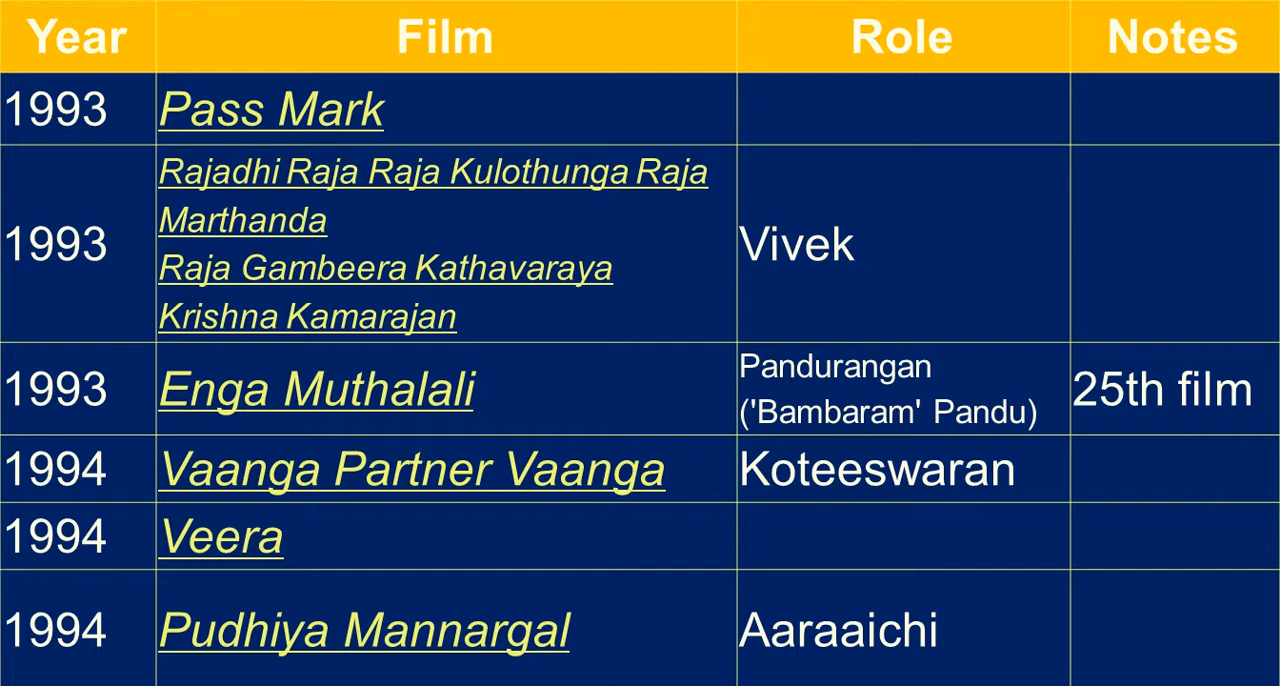 Year Film Role Notes
1993 Pass Mark
1993 Rajadhi Raja Raja Kulothunga Raja
Marthanda
Raja Gambeera Kathavaraya
Krishna Kamarajan
Vivek
1993 Enga Muthalali
Pandurangan
('Bambaram' Pandu)
25th film
1994 Vaanga Partner Vaanga Koteeswaran
1994 Veera
1994 Pudhiya Mannargal Aaraaichi